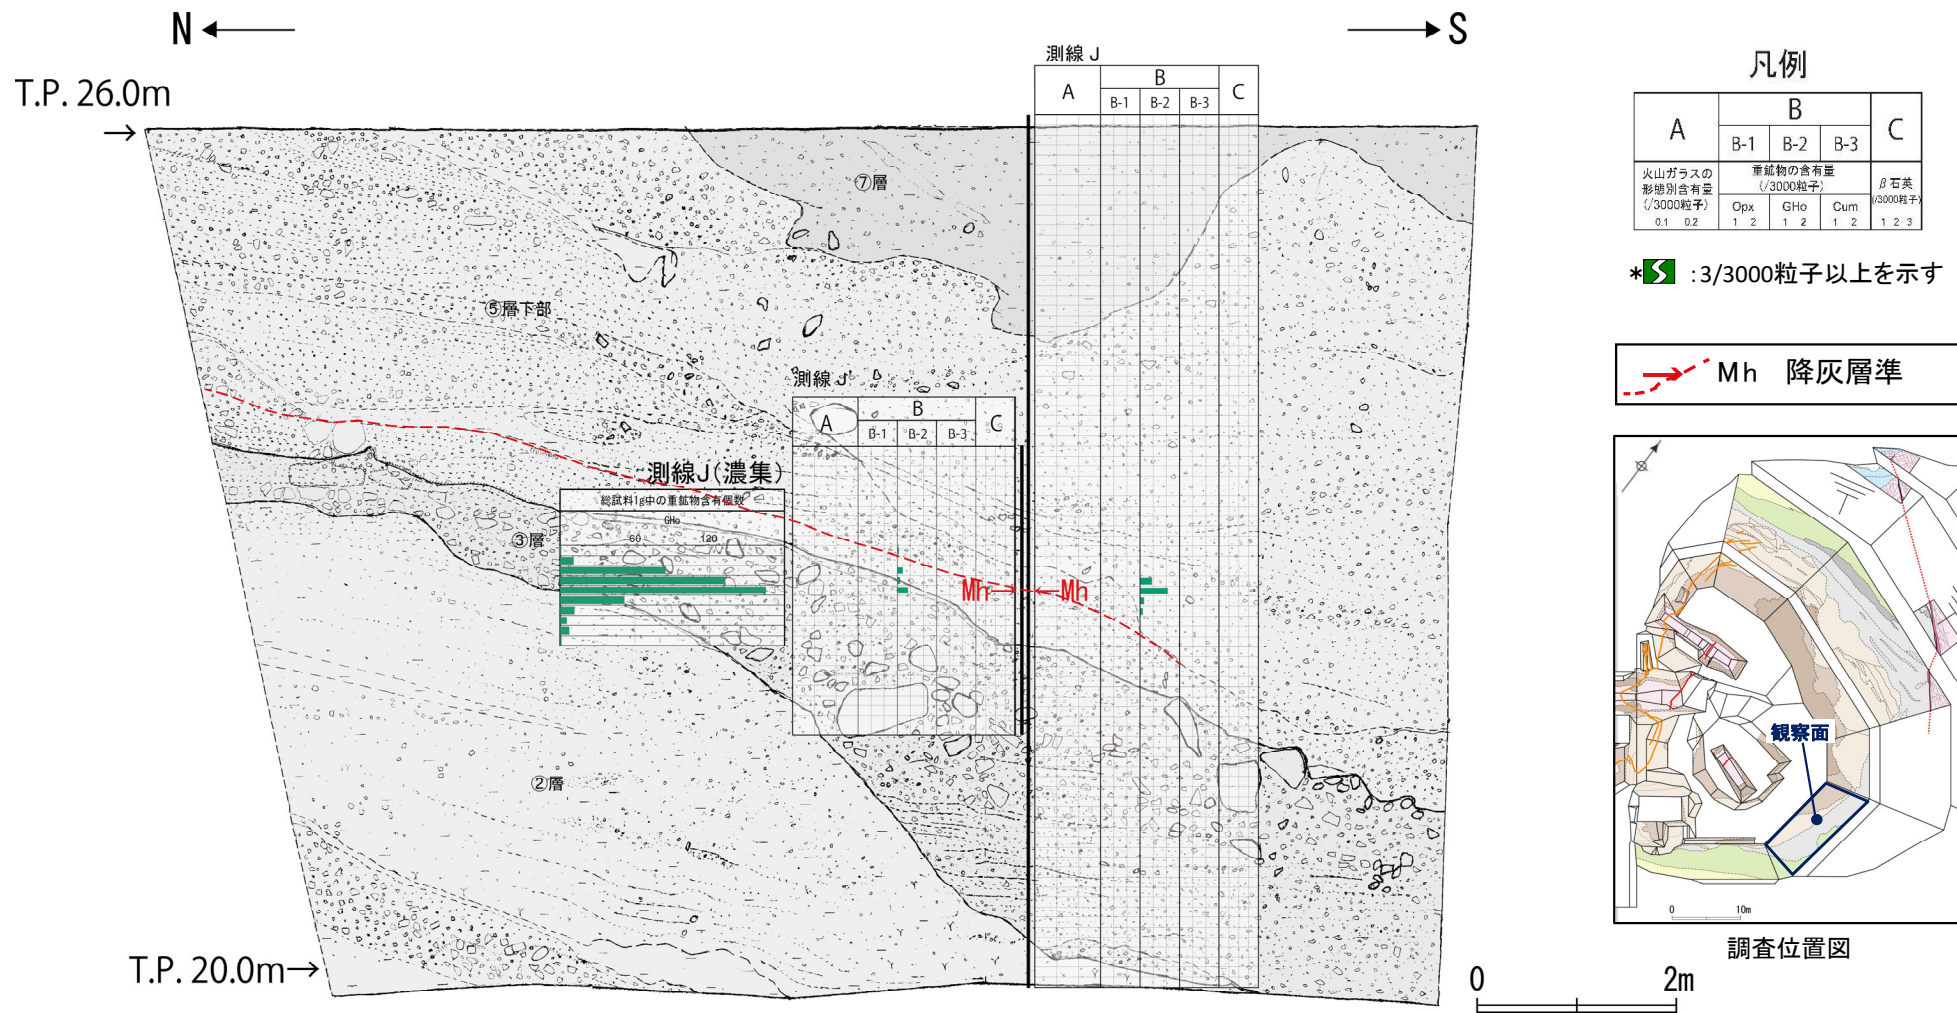 N
S
T.P. 26.0m
T.P. 20.0m
測線 J
A
B
C
B-1
B-2
B-3
⑦層
⑤層下部
測線 J'
A
B
C
B-1
B-2
B-3
測線J(濃集)
総試料1g中の重鉱物含有個数
GHo
60 120
③層
②層
Mh
Mh
凡例
A
B
C
B-1
B-2
B-3
火山ガラスの
形態別含有量
(/3000粒子)
0.1 0.2
重鉱物の含有量
(/3000粒子)
Opx
1 2
GHo
1 2
Cum
1 2
β石英
(/3000粒子)
1 2 3
* :3/3000粒子以上を示す
Mh 降灰層準
観察面
0 10m
調査位置図
0 2m